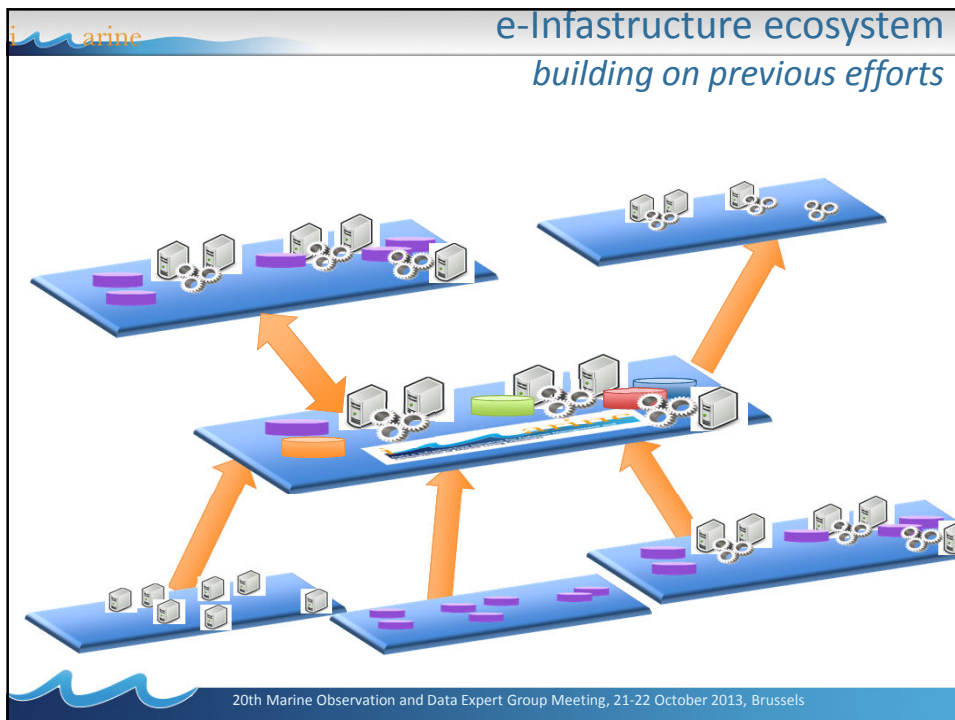 i arine
e-Infastructure ecosystem
building on previous efforts
20th Marine Observation and Data Expert Group Meeting, 21-22 October 2013, Brussels